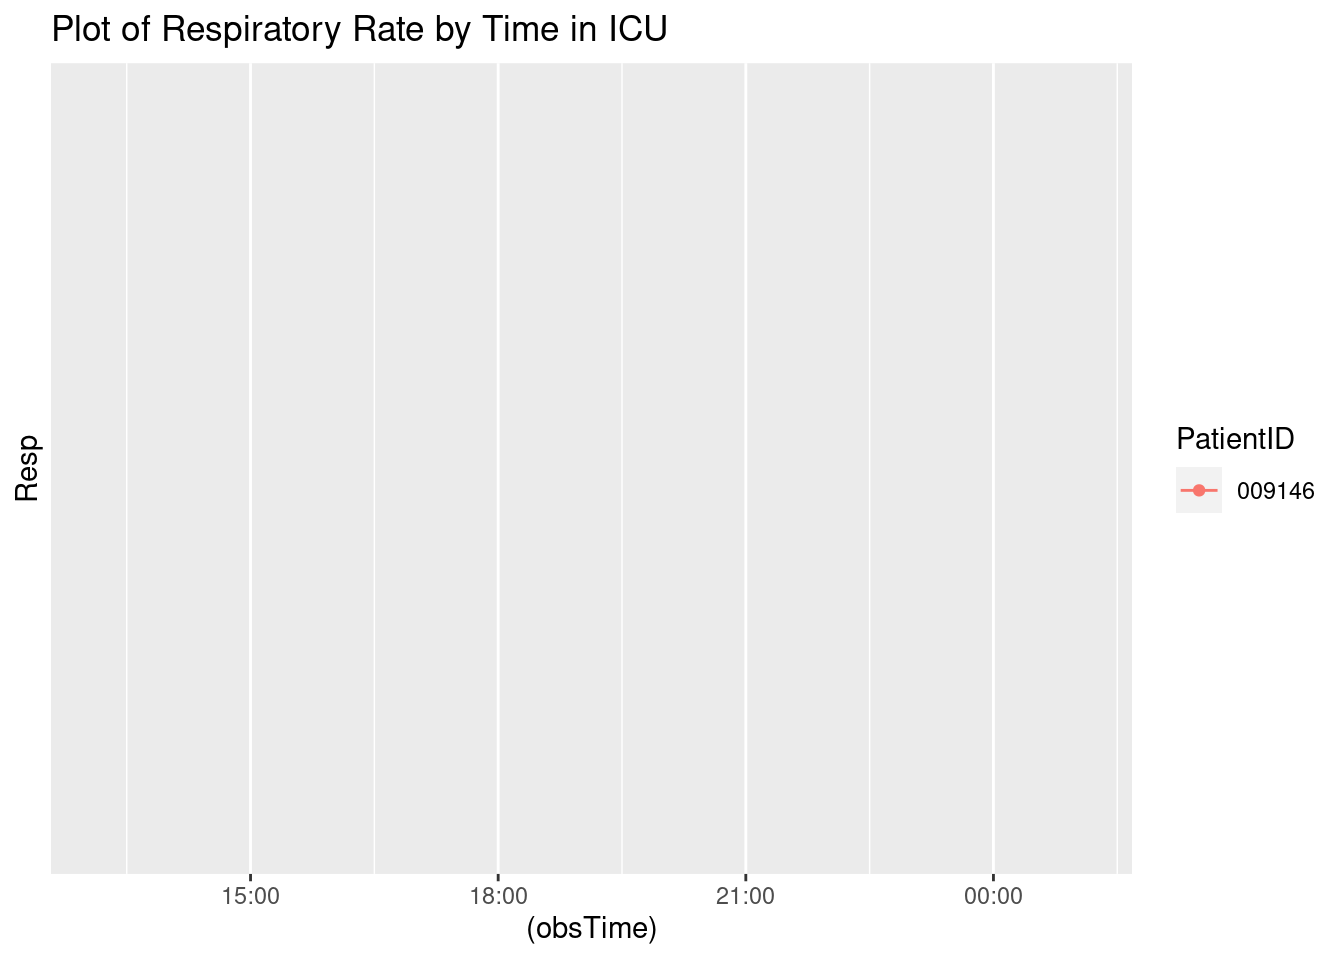 Plot of Respiratory Rate by Time in ICU
Resp
PatientID
009146
15:00 18:00 21:00 00:00
(obsTime)